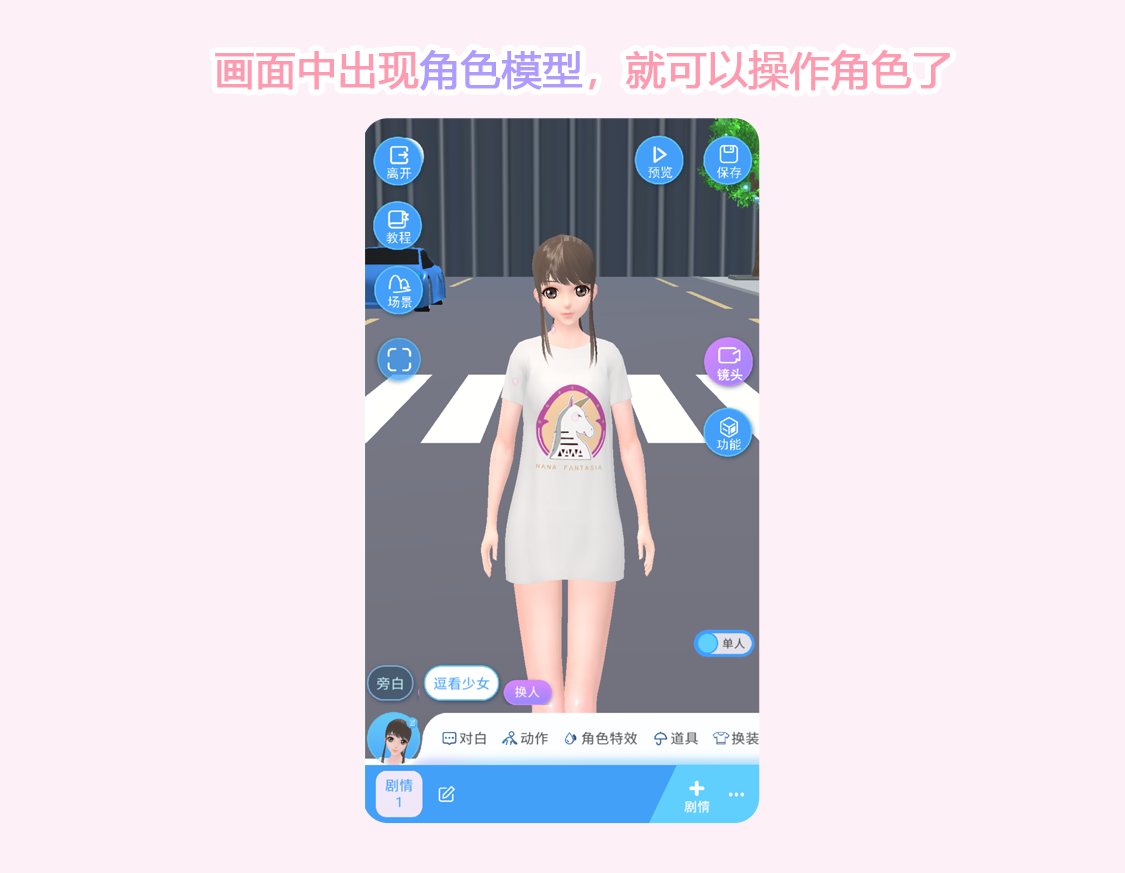 画面中出现角色模型，就可以操作角色了
离开
预览
保存
教程
场景
镜头
功能
NANA FANTASIA
单人
旁白
逗看少女
换人
对白
动作
角色特效
道具
换装
剧情
1
剧情